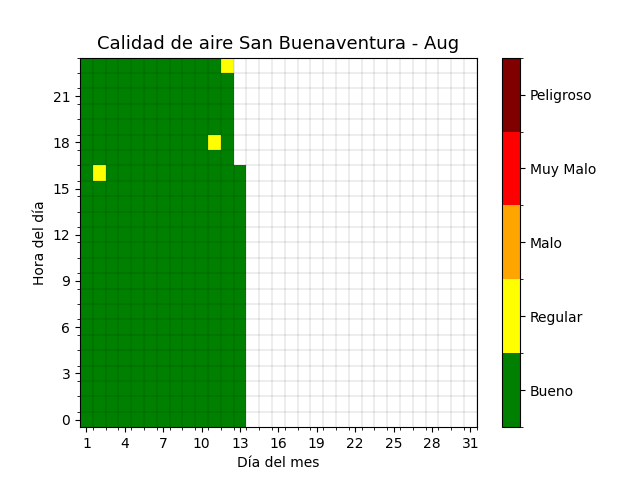 Calidad de aire San Buenaventura - Aug
Hora del día
21
18
15
12
9
6
3
0
1 4 7 10 13 16 19 22 25 28 31
Día del mes
Peligroso
Muy Malo
Malo
Regular
Bueno